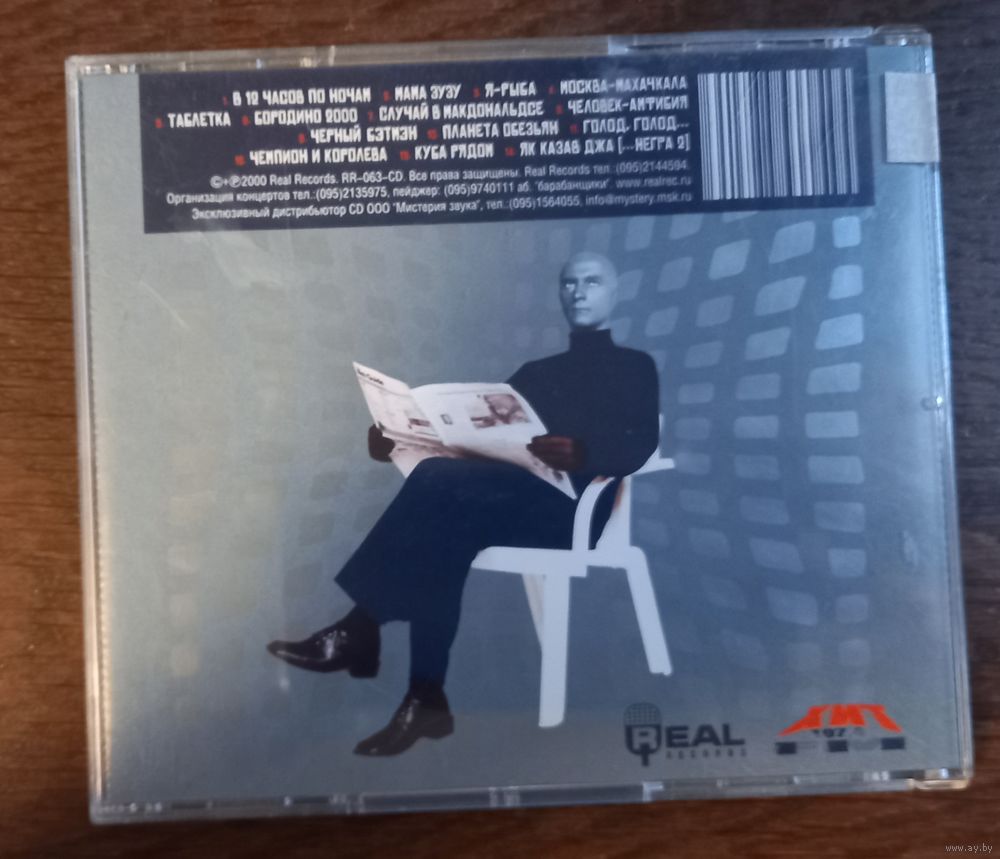 1. В 12 ЧАСОВ ПО НОЧАМ 2. МАМА ЗУЗУ 3. Я-РЫБА 4. МОСКВА-МАХАЧКАЛА
5. ТАБЛЕТКА 6. БОРОДИНО 2000 7. СЛУЧАЙ В МАКДОНАЛЬДСЕ 8. ЧЕЛОВЕК-АМФИБИЯ
9. ЧЕРНЫЙ БЭТМЭН 10. ПЛАНЕТА ОБЕЗЬЯН 11. ГОЛОД, ГОЛОД...
12. ЧЕМПИОН И КОРОЛЕВА 13. КУБА РЯДОМ 14. ЯК КАЗАВ ДЖА [...НЕГРА 2]
©+℗2000 Real Records. RR-063-CD. Все права защищены. Real Records тел.:(095)2144594.
Организация концертов тел.:(095)2135975, пейджер: (095)9740111 аб. "барабанщики". www.realrec.ru
Эксклюзивный дистрибьютор CD ООО "Мистерия звука", тел.:(095)1564055, info@mystery.msk.ru
REAL
RECORDS
ХИТ
FM
www.ay.by